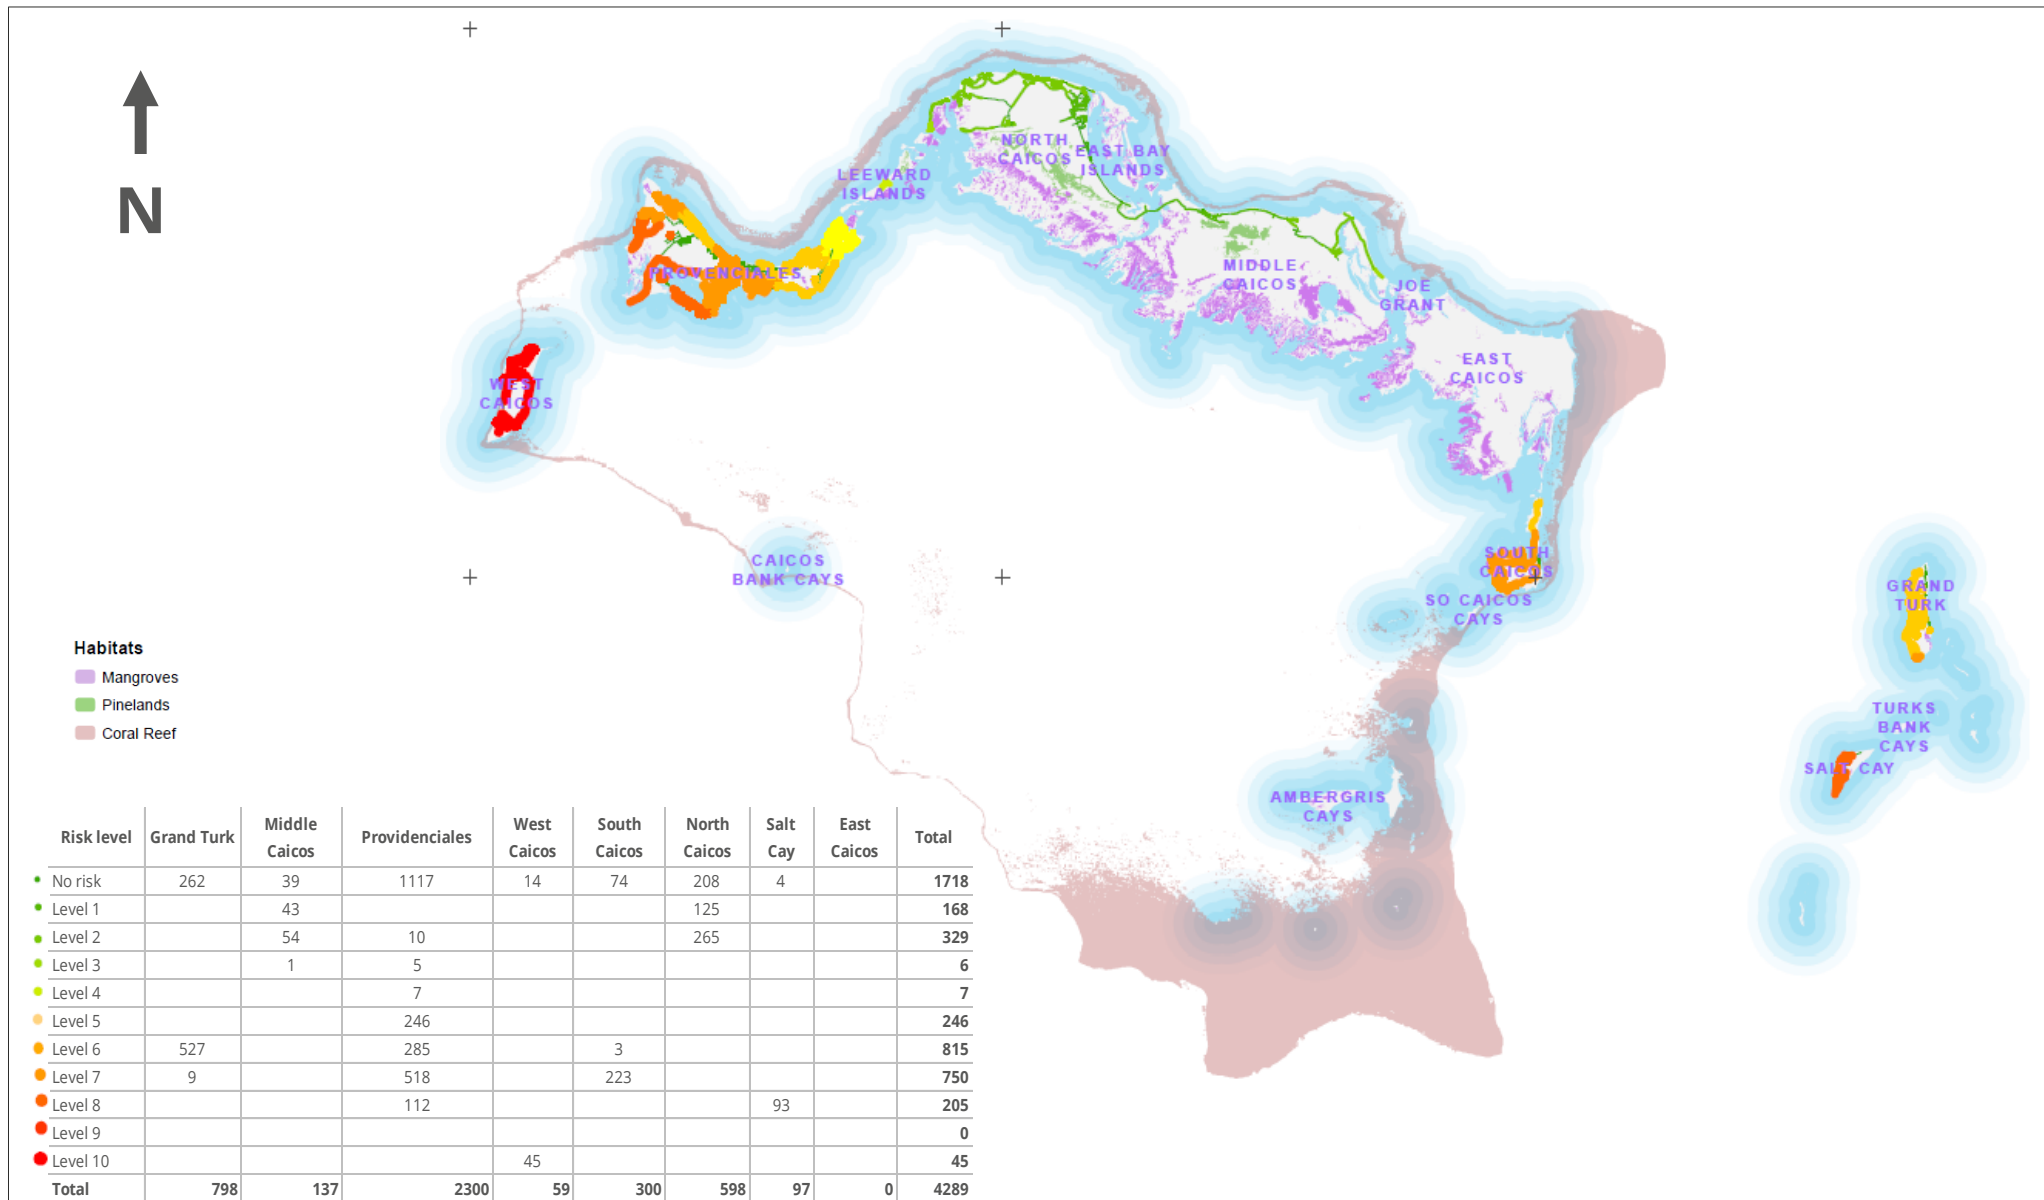 N
NORTH
CAICOS
EAST BAY
ISLANDS
LEEWARD
ISLANDS
PROVENCIALES
MIDDLE
CAICOS
JOE
GRANT
WEST
CAICOS
EAST
CAICOS
CAICOS
BANK CAYS
SOUTH
CAICOS
SO CAICOS
CAYS
GRAND
TURK
TURKS
BANK
CAYS
SALT CAY
AMBERGRIS
CAYS
Habitats
Mangroves
Pinelands
Coral Reef
Risk level Grand Turk Middle Caicos Providenciales West Caicos South Caicos North Caicos Salt Cay East Caicos Total
No risk 262 39 1117 14 74 208 4 1718
Level 1 43 125 168
Level 2 54 10 265 329
Level 3 1 5 6
Level 4 7 7
Level 5 246 246
Level 6 527 285 3 815
Level 7 9 518 223 750
Level 8 112 93 205
Level 9 0
Level 10 45 45
Total 798 137 2300 59 300 598 97 0 4289